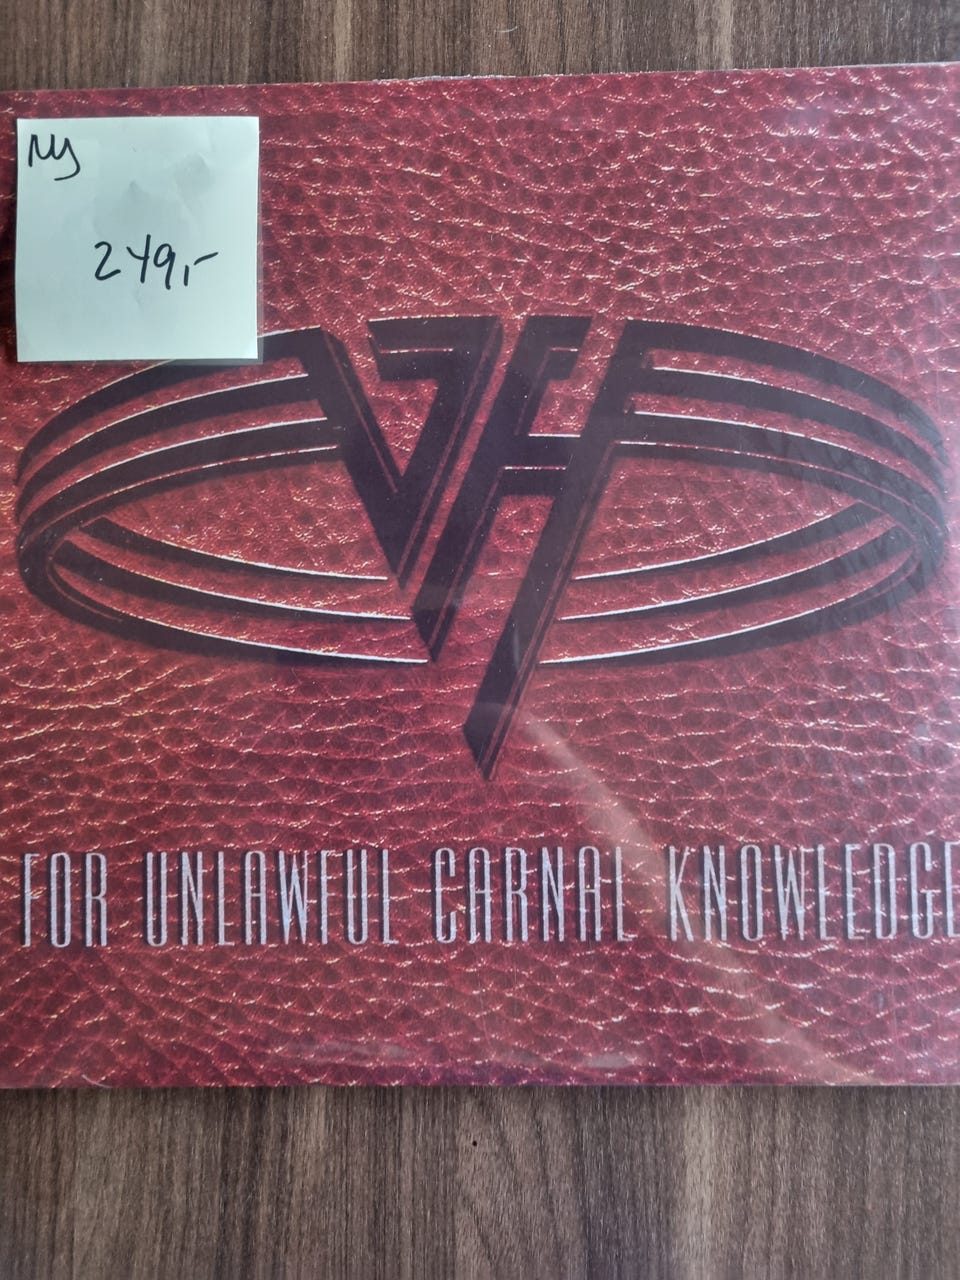 Ny
249,-
VH
FOR UNLAWFUL CARNAL KNOWLEDGE